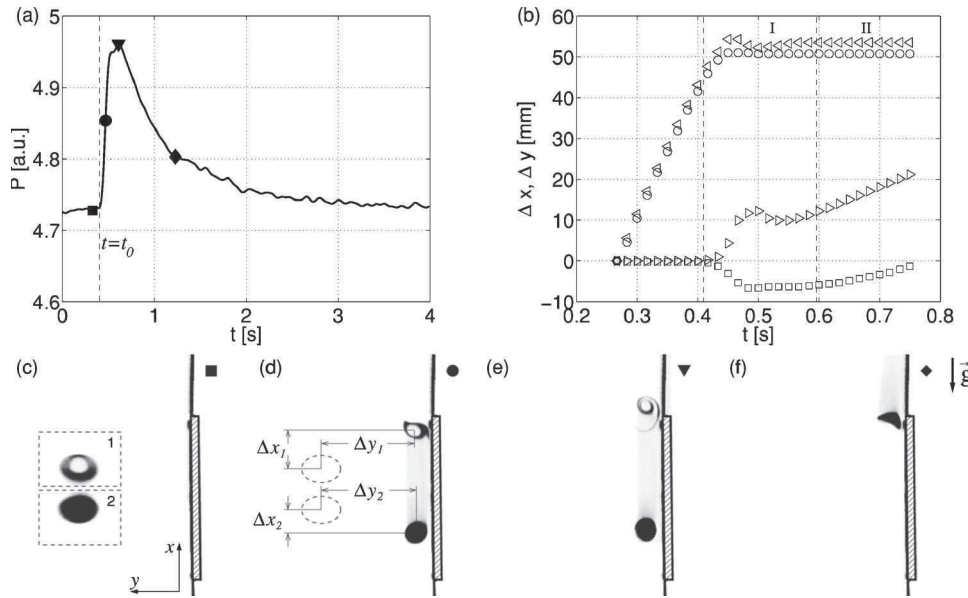 (a)
5
4.9
4.8
4.7
4.6
P [a.u.]
t=t0
0 1 2 3 4
t [s]
(b)
60
50
40
30
20
10
0
−10
Δ x, Δ y [mm]
I II
0.2 0.3 0.4 0.5 0.6 0.7 0.8
t [s]
(c)
1
2
x
y
(d)
Δx1
Δy1
Δy2
Δx2
(e)
(f)
g